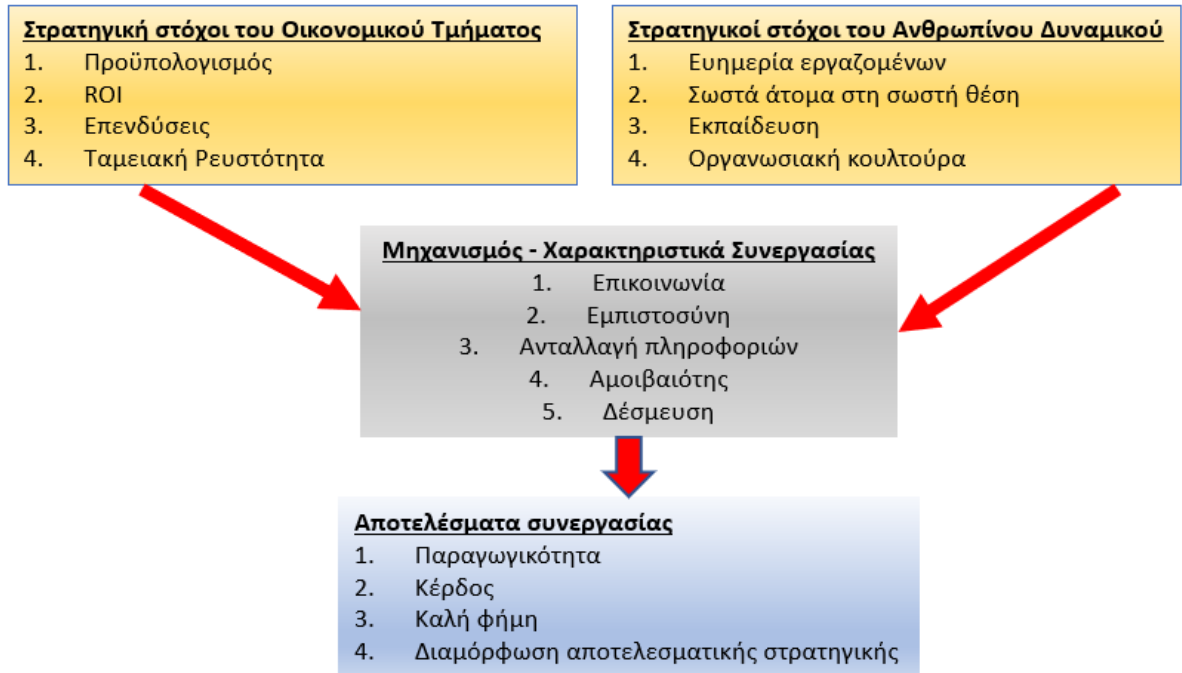 Στρατηγική στόχοι του Οικονομικού Τμήματος
1. Προϋπολογισμός
2. ROI
3. Επενδύσεις
4. Ταμειακή Ρευστότητα
Στρατηγικοί στόχοι του Ανθρωπίνου Δυναμικού
1. Ευημερία εργαζομένων
2. Σωστά άτομα στη σωστή θέση
3. Εκπαίδευση
4. Οργανωσιακή κουλτούρα
Μηχανισμός - Χαρακτηριστικά Συνεργασίας
1. Επικοινωνία
2. Εμπιστοσύνη
3. Ανταλλαγή πληροφοριών
4. Αμοιβαιότης
5. Δέσμευση
Αποτελέσματα συνεργασίας
1. Παραγωγικότητα
2. Κέρδος
3. Καλή φήμη
4. Διαμόρφωση αποτελεσματικής στρατηγικής